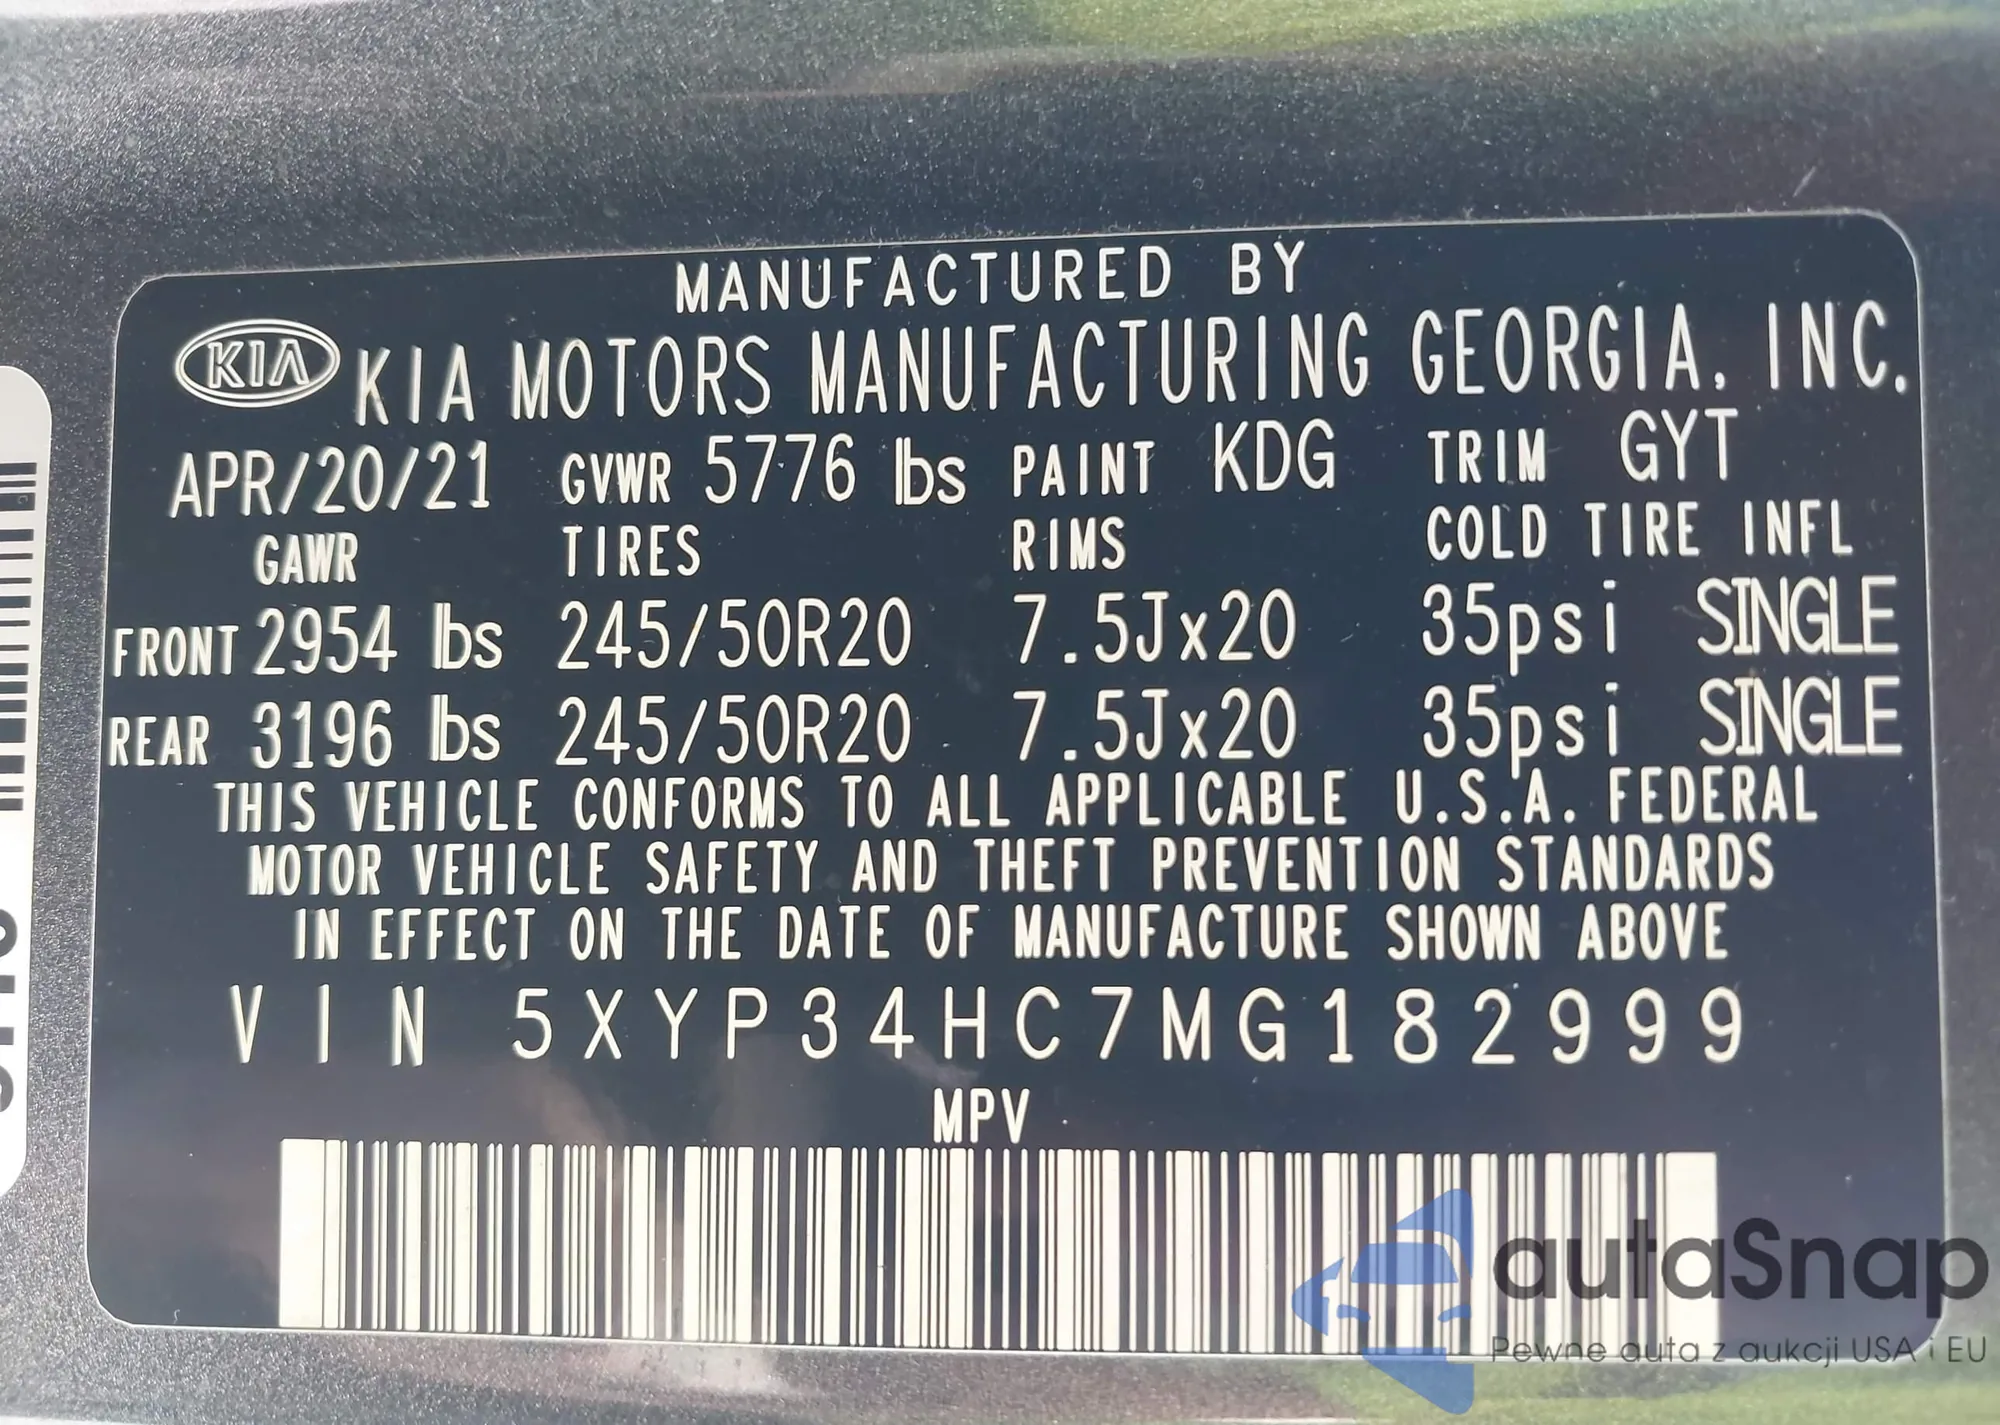 MANUFACTURED BY
KIA KIA MOTORS MANUFACTURING GEORGIA, INC.
APR/20/21 GVWR 5776 lbs PAINT KDG TRIM GYT
GAWR TIRES RIMS COLD TIRE INFL
FRONT 2954 lbs 245/50R20 7.5Jx20 35psi SINGLE
REAR 3196 lbs 245/50R20 7.5Jx20 35psi SINGLE
THIS VEHICLE CONFORMS TO ALL APPLICABLE U.S.A. FEDERAL
MOTOR VEHICLE SAFETY AND THEFT PREVENTION STANDARDS
IN EFFECT ON THE DATE OF MANUFACTURE SHOWN ABOVE
VIN 5XYP34HC7MG182999
MPV
autaSnap
Pewne auta z aukcji USA i EU